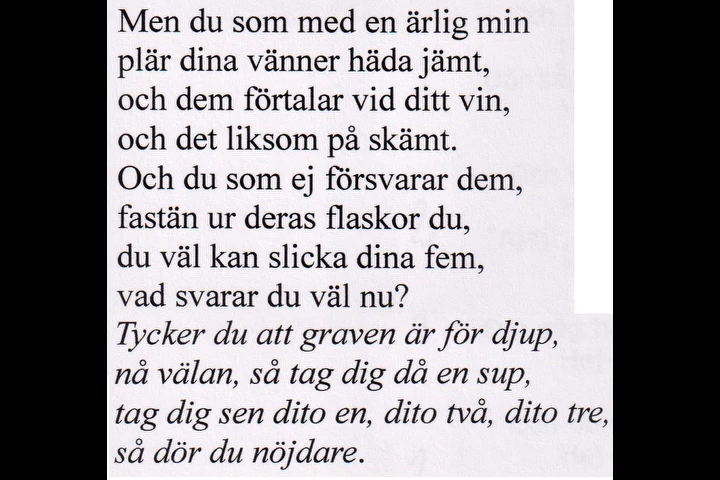 Men du som med en ärlig min
plär dina vänner häda jämt,
och dem förtalar vid ditt vin,
och det liksom på skämt.
Och du som ej försvarar dem,
fastän ur deras flaskor du,
du väl kan slicka dina fem,
vad svarar du väl nu?
Tycker du att graven är för djup,
nå välan, så tag dig då en sup,
tag dig sen dito en, dito två, dito tre,
så dör du nöjdare.